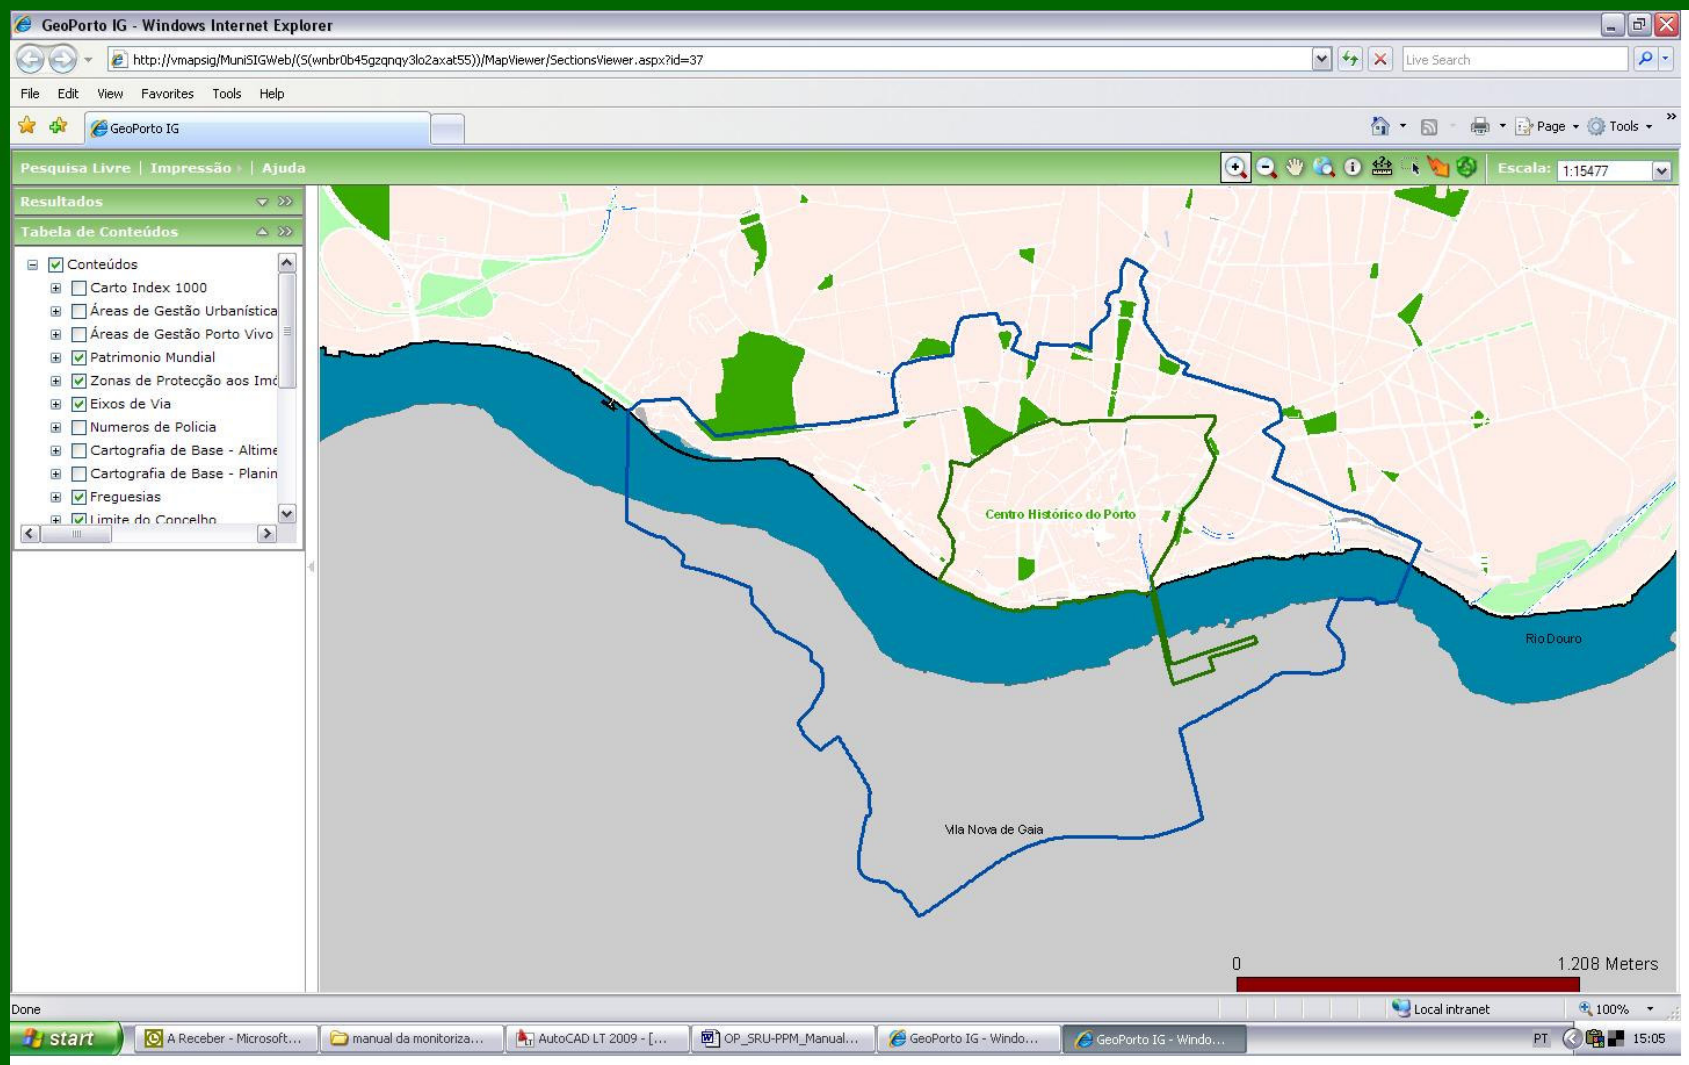 GeoPorto IG - Windows Internet Explorer
http://vmapsig/MuniSIGWeb/(S(wnbr0b45gzqnqy3lo2axat55))/MapViewer/SectionsViewer.aspx?id=37
Live Search
File Edit View Favorites Tools Help
GeoPorto IG
Page Tools
Pesquisa Livre | Impressão | Ajuda
Escala: 1:15477
Resultados
Tabela de Conteúdos
Conteúdos
Carto Index 1000
Áreas de Gestão Urbanística
Áreas de Gestão Porto Vivo
Patrimonio Mundial
Zonas de Protecção aos Imó
Eixos de Via
Numeros de Policia
Cartografia de Base - Altime
Cartografia de Base - Planin
Freguesias
Limite do Concelho
Centro Histórico do Porto
Rio Douro
Vila Nova de Gaia
0 1.208 Meters
Done
Local intranet
100%
start
A Receber - Microsoft...
manual da monitoriza...
AutoCAD LT 2009 - [...
OP_SRU-PPM_Manual...
GeoPorto IG - Windo...
GeoPorto IG - Windo...
PT
15:05